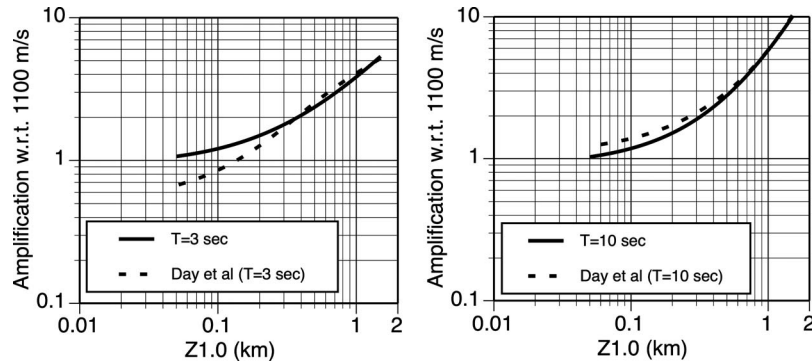 10
1
0.1
Amplification w.r.t. 1100 m/s
T=3 sec
Day et al (T=3 sec)
0.01
0.1
1
2
Z1.0 (km)
10
1
0.1
Amplification w.r.t. 1100 m/s
T=10 sec
Day et al (T=10 sec)
0.01
0.1
1
2
Z1.0 (km)